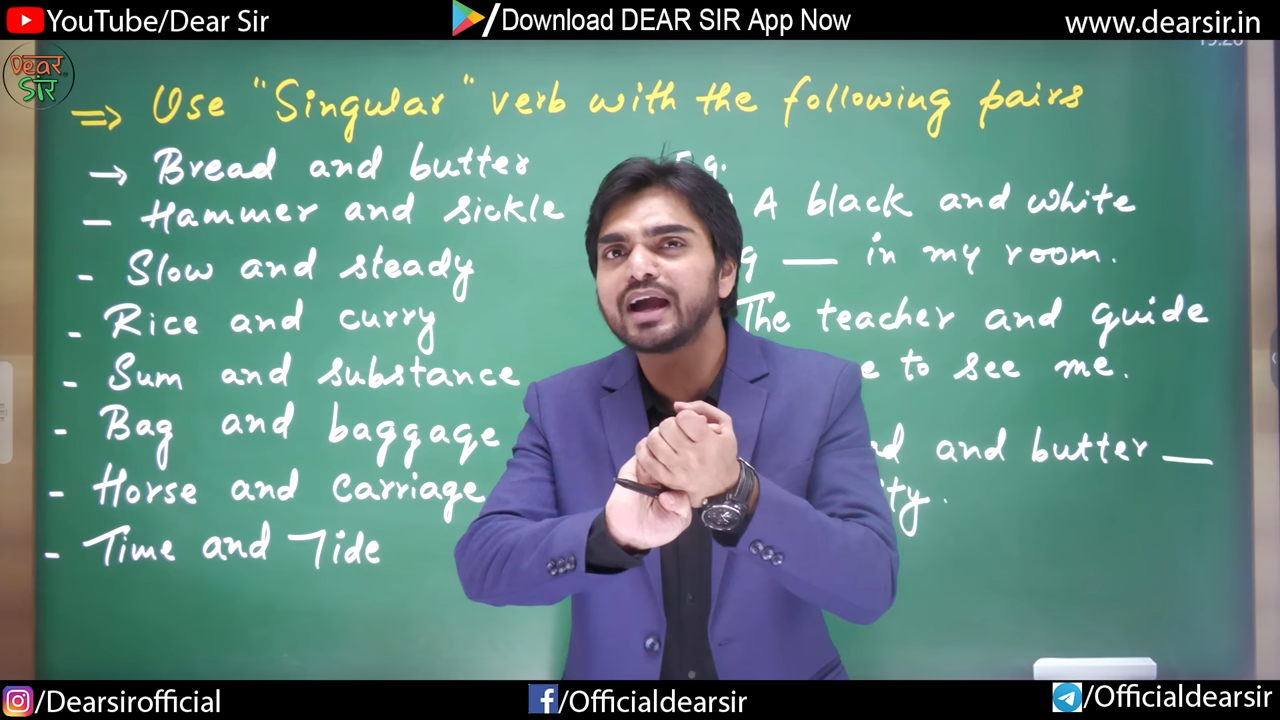 YouTube/Dear Sir
/Download DEAR SIR App Now
www.dearsir.in
Dear
सिर
⇒ Use "Singular" verb with the following pairs
→ Bread and butter
- Hammer and sickle
- Slow and steady
- Rice and curry
- Sum and substance
- Bag and baggage
- Horse and carriage
- Time and Tide
E.g.
A black and white
g __ in my room.
The teacher and guide
e to see me.
d and butter __
ity.
/Dearsirofficial
/Officialdearsir
/Officialdearsir